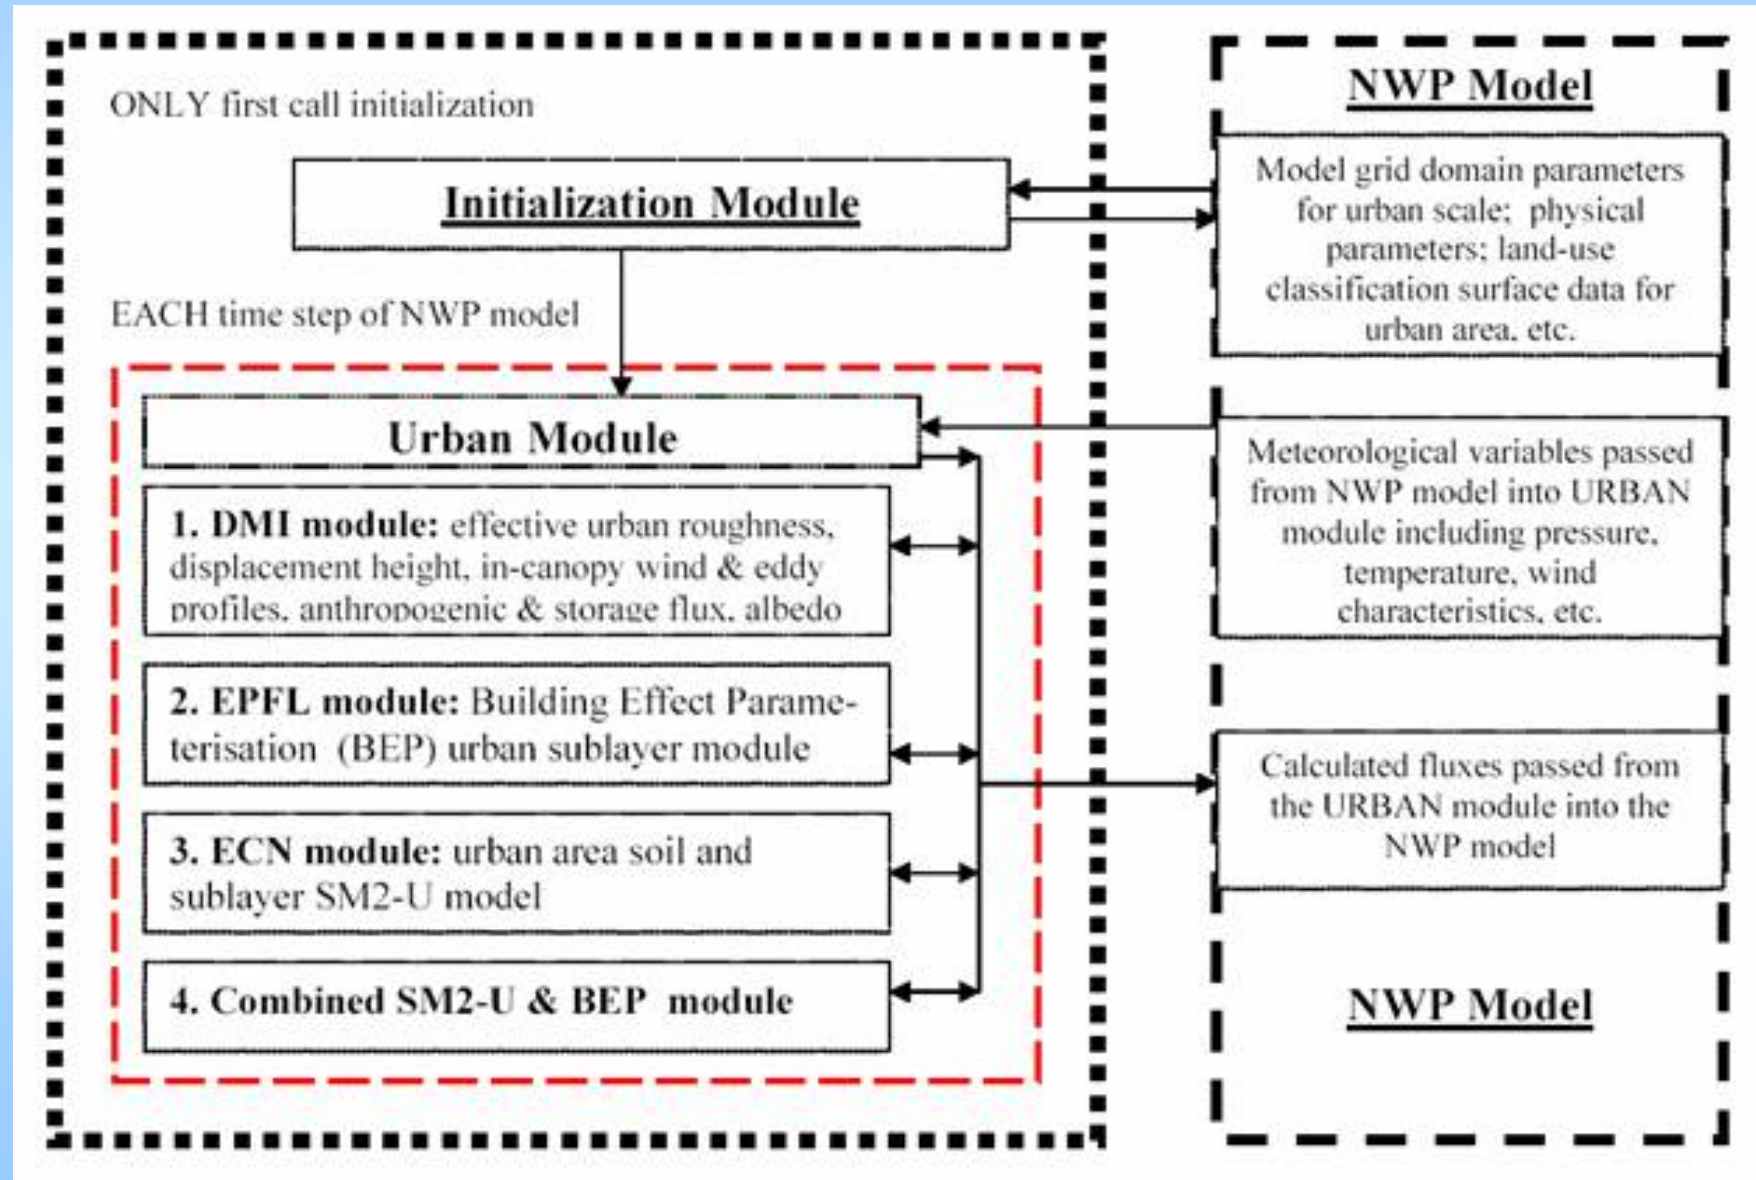 ONLY first call initialization
Initialization Module
EACH time step of NWP model
Urban Module
1. DMI module: effective urban roughness,
displacement height, in-canopy wind & eddy
profiles, anthropogenic & storage flux, albedo
2. EPFL module: Building Effect Parame-
terisation (BEP) urban sublayer module
3. ECN module: urban area soil and
sublayer SM2-U model
4. Combined SM2-U & BEP module
NWP Model
Model grid domain parameters
for urban scale; physical
parameters; land-use
classification surface data for
urban area, etc.
Meteorological variables passed
from NWP model into URBAN
module including pressure,
temperature, wind
characteristics, etc.
Calculated fluxes passed from
the URBAN module into the
NWP model
NWP Model